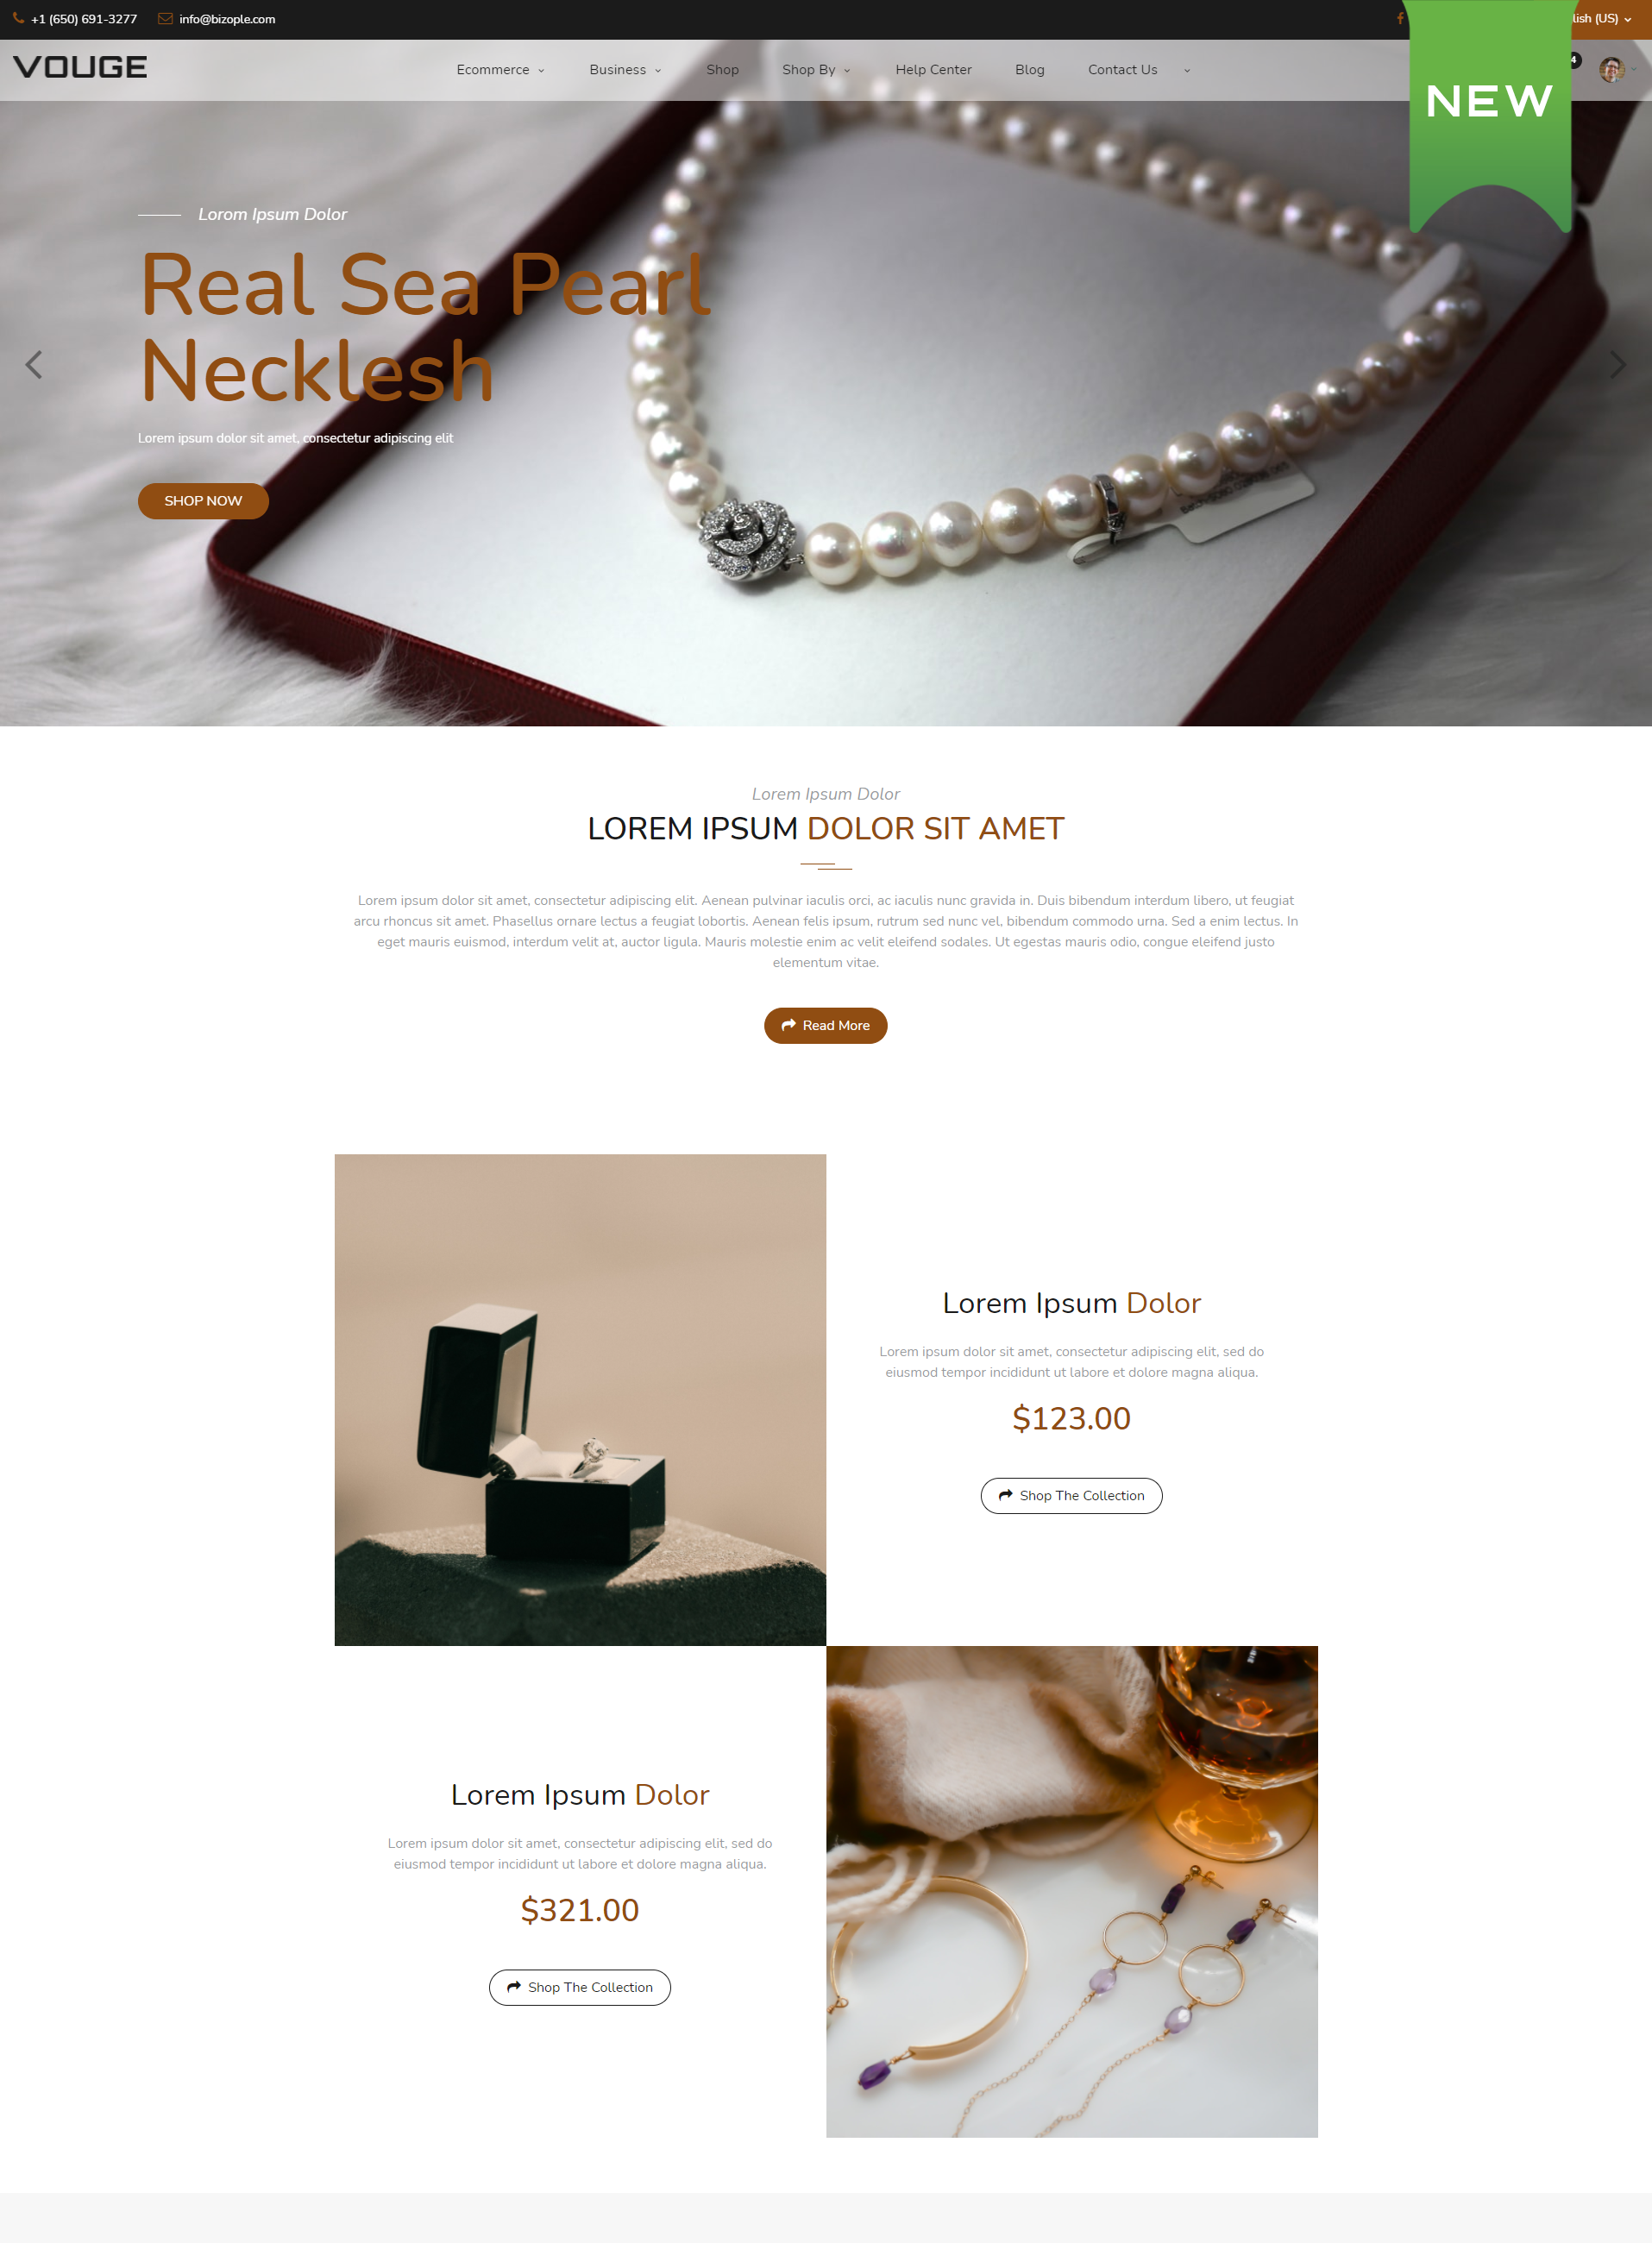 +1 (650) 691-3277 info@bizople.com lish (US)
VOUGE Ecommerce Business Shop Shop By Help Center Blog Contact Us 4
NEW
Lorom Ipsum Dolor
Real Sea Pearl
Necklesh
Lorem ipsum dolor sit amet, consectetur adipiscing elit
SHOP NOW
Lorem Ipsum Dolor
LOREM IPSUM DOLOR SIT AMET
Lorem ipsum dolor sit amet, consectetur adipiscing elit. Aenean pulvinar iaculis orci, ac iaculis nunc gravida in. Duis bibendum interdum libero, ut feugiat
arcu rhoncus sit amet. Phasellus ornare lectus a feugiat lobortis. Aenean felis ipsum, rutrum sed nunc vel, bibendum commodo urna. Sed a enim lectus. In
eget mauris euismod, interdum velit at, auctor ligula. Mauris molestie enim ac velit eleifend sodales. Ut egestas mauris odio, congue eleifend justo
elementum vitae.
Read More
Lorem Ipsum Dolor
Lorem ipsum dolor sit amet, consectetur adipiscing elit, sed do
eiusmod tempor incididunt ut labore et dolore magna aliqua.
$123.00
Shop The Collection
Lorem Ipsum Dolor
Lorem ipsum dolor sit amet, consectetur adipiscing elit, sed do
eiusmod tempor incididunt ut labore et dolore magna aliqua.
$321.00
Shop The Collection